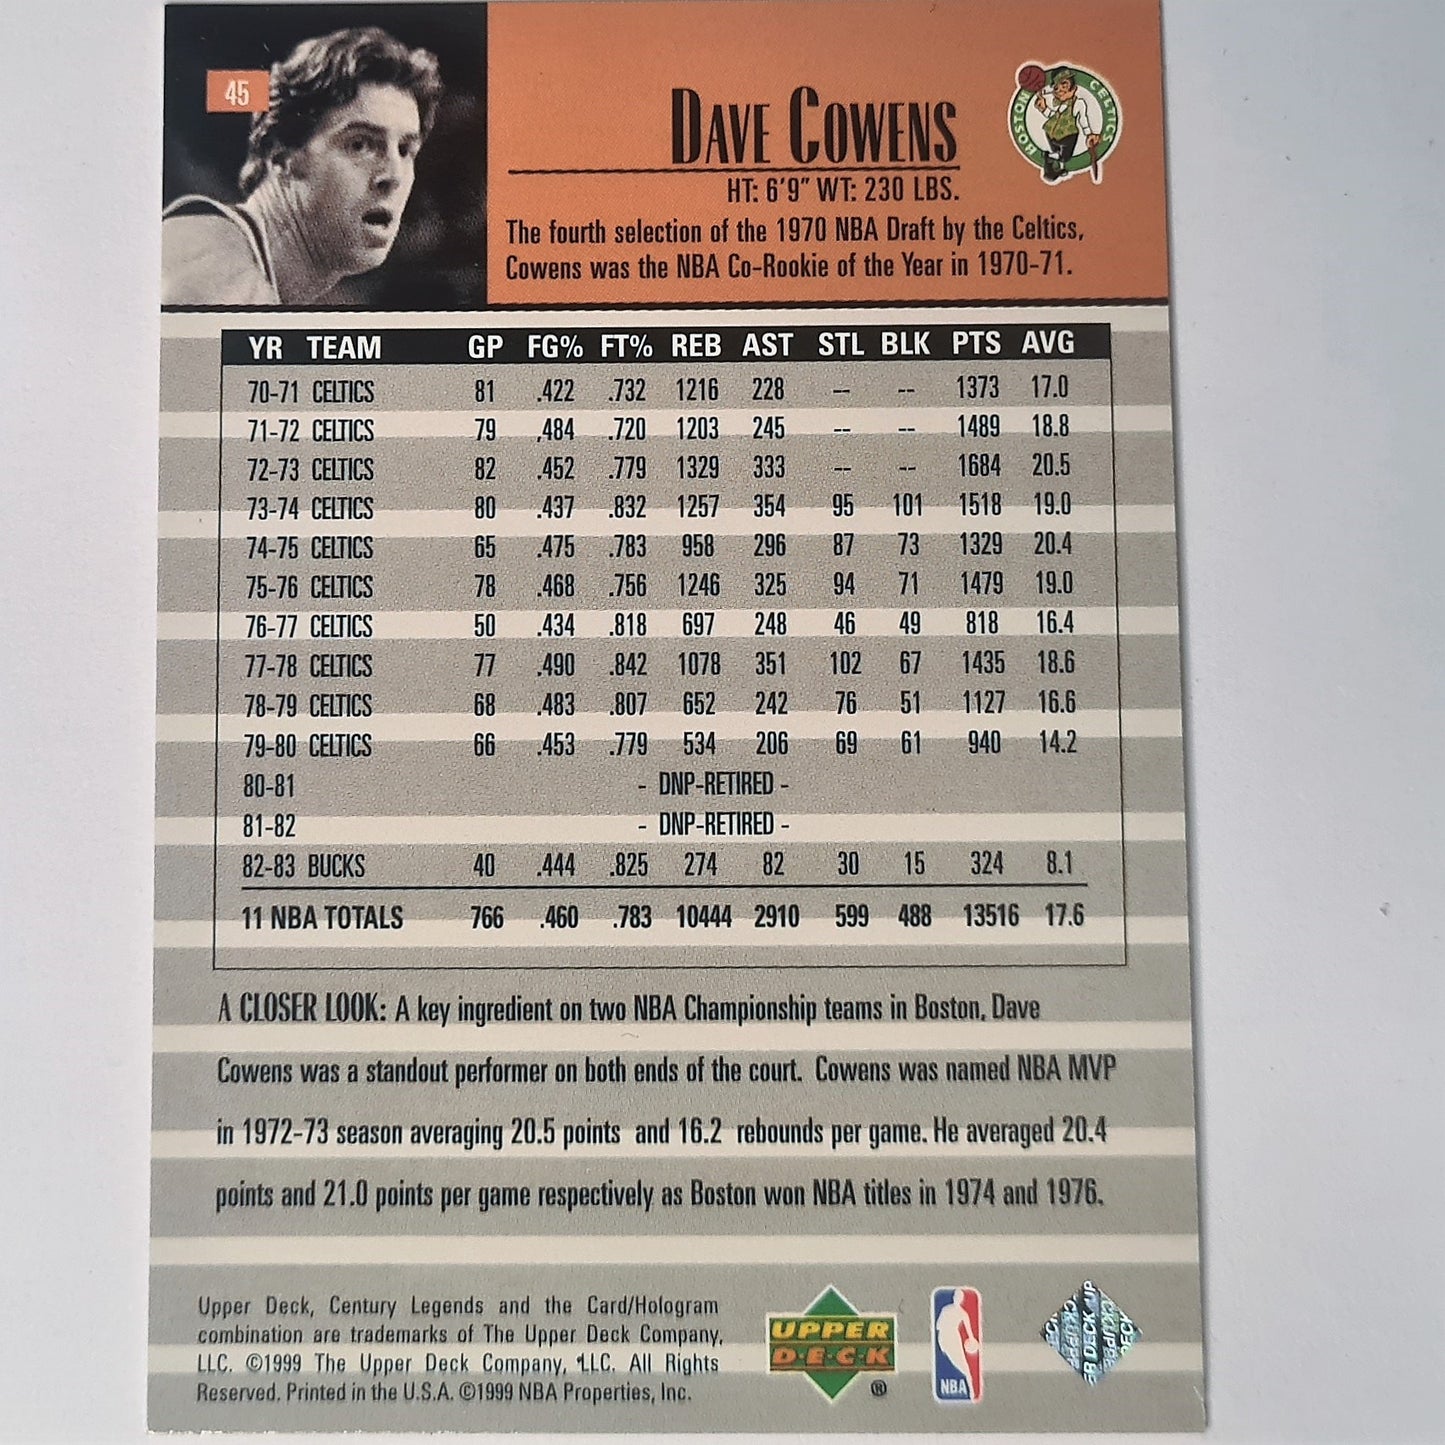 45
DAVE COWENS
BOSTON CELTICS
HT: 6'9" WT: 230 LBS.
The fourth selection of the 1970 NBA Draft by the Celtics,
Cowens was the NBA Co-Rookie of the Year in 1970-71.
YR TEAM GP FG% FT% REB AST STL BLK PTS AVG
70-71 CELTICS 81 .422 .732 1216 228 -- -- 1373 17.0
71-72 CELTICS 79 .484 .720 1203 245 -- -- 1489 18.8
72-73 CELTICS 82 .452 .779 1329 333 -- -- 1684 20.5
73-74 CELTICS 80 .437 .832 1257 354 95 101 1518 19.0
74-75 CELTICS 65 .475 .783 958 296 87 73 1329 20.4
75-76 CELTICS 78 .468 .756 1246 325 94 71 1479 19.0
76-77 CELTICS 50 .434 .818 697 248 46 49 818 16.4
77-78 CELTICS 77 .490 .842 1078 351 102 67 1435 18.6
78-79 CELTICS 68 .483 .807 652 242 76 51 1127 16.6
79-80 CELTICS 66 .453 .779 534 206 69 61 940 14.2
80-81 - DNP-RETIRED -
81-82 - DNP-RETIRED -
82-83 BUCKS 40 .444 .825 274 82 30 15 324 8.1
11 NBA TOTALS 766 .460 .783 10444 2910 599 488 13516 17.6
A CLOSER LOOK: A key ingredient on two NBA Championship teams in Boston, Dave
Cowens was a standout performer on both ends of the court. Cowens was named NBA MVP
in 1972-73 season averaging 20.5 points and 16.2 rebounds per game. He averaged 20.4
points and 21.0 points per game respectively as Boston won NBA titles in 1974 and 1976.
Upper Deck, Century Legends and the Card/Hologram
combination are trademarks of The Upper Deck Company,
LLC. ©1999 The Upper Deck Company, LLC. All Rights
Reserved. Printed in the U.S.A. ©1999 NBA Properties, Inc.
UPPER
DECK
®
NBA